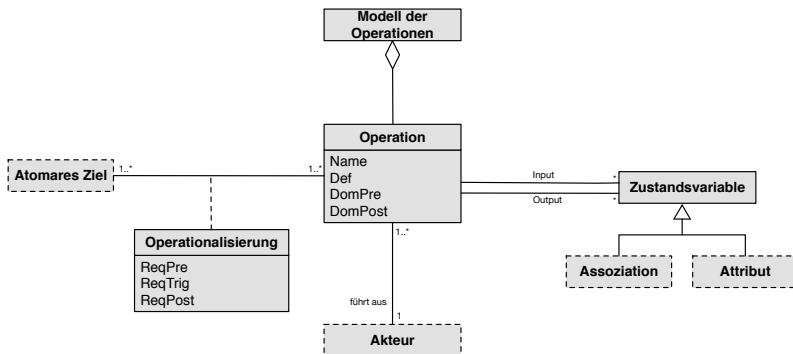 Modell der
Operationen
Operation
Name
Def
DomPre
DomPost
Atomares Ziel
1..*
1..*
Input
*
Output
*
Zustandsvariable
Operationalisierung
ReqPre
ReqTrig
ReqPost
1..*
Assoziation
Attribut
führt aus
1
Akteur